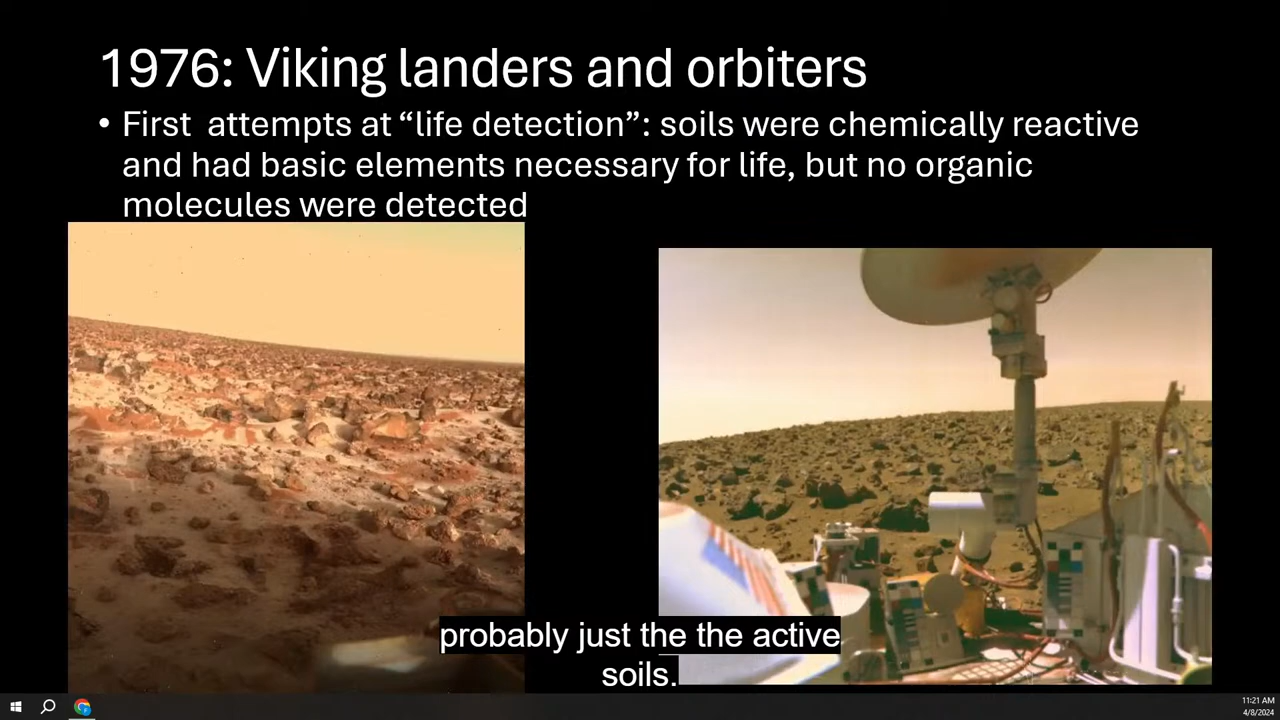 1976: Viking landers and orbiters
• First  attempts at “life detection”: soils were chemically reactive
and had basic elements necessary for life, but no organic
molecules were detected
probably just the the active
soils.
11:21 AM
4/8/2024